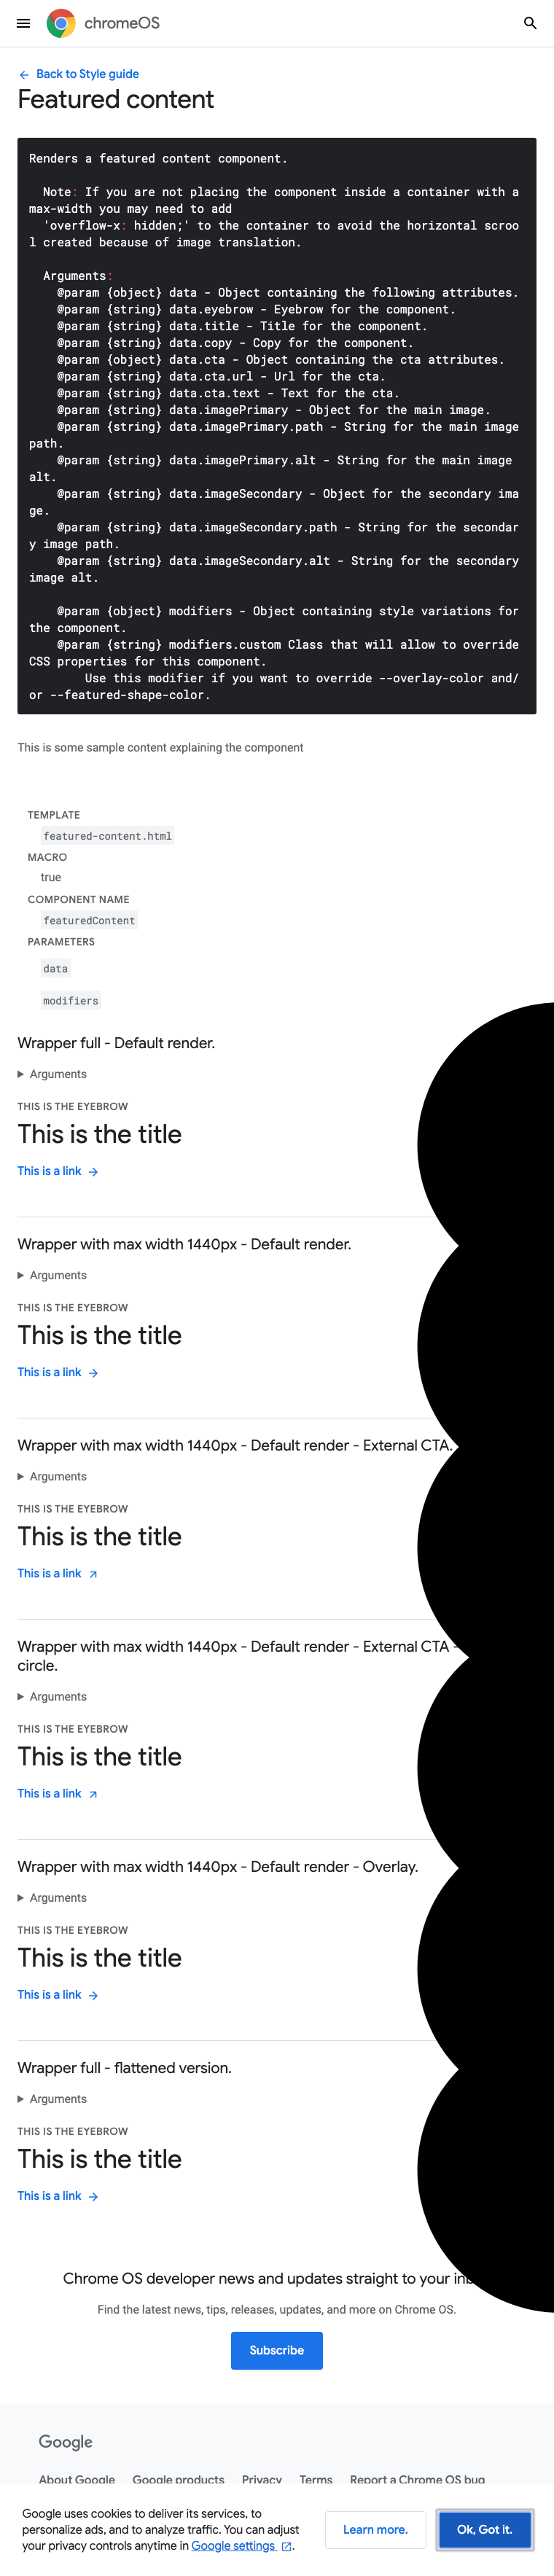 chromeOS
Back to Style guide
Featured content
Renders a featured content component.
Note: If you are not placing the component inside a container with a
max-width you may need to add
'overflow-x: hidden;' to the container to avoid the horizontal scroo
l created because of image translation.
Arguments:
@param {object} data - Object containing the following attributes.
@param {string} data.eyebrow - Eyebrow for the component.
@param {string} data.title - Title for the component.
@param {string} data.copy - Copy for the component.
@param {object} data.cta - Object containing the cta attributes.
@param {string} data.cta.url - Url for the cta.
@param {string} data.cta.text - Text for the cta.
@param {string} data.imagePrimary - Object for the main image.
@param {string} data.imagePrimary.path - String for the main image
path.
@param {string} data.imagePrimary.alt - String for the main image
alt.
@param {string} data.imageSecondary - Object for the secondary ima
ge.
@param {string} data.imageSecondary.path - String for the secondar
y image path.
@param {string} data.imageSecondary.alt - String for the secondary
image alt.
@param {object} modifiers - Object containing style variations for
the component.
@param {string} modifiers.custom Class that will allow to override
CSS properties for this component.
Use this modifier if you want to override --overlay-color and/
or --featured-shape-color.
This is some sample content explaining the component
TEMPLATE
featured-content.html
MACRO
true
COMPONENT NAME
featuredContent
PARAMETERS
data
modifiers
Wrapper full - Default render.
Arguments
THIS IS THE EYEBROW
This is the title
This is a link
Wrapper with max width 1440px - Default render.
Arguments
THIS IS THE EYEBROW
This is the title
This is a link
Wrapper with max width 1440px - Default render - External CTA.
Arguments
THIS IS THE EYEBROW
This is the title
This is a link
Wrapper with max width 1440px - Default render - External CTA -
circle.
Arguments
THIS IS THE EYEBROW
This is the title
This is a link
Wrapper with max width 1440px - Default render - Overlay.
Arguments
THIS IS THE EYEBROW
This is the title
This is a link
Wrapper full - flattened version.
Arguments
THIS IS THE EYEBROW
This is the title
This is a link
Chrome OS developer news and updates straight to your
Find the latest news, tips, releases, updates, and more on Chrome OS.
Subscribe
Google
About Google Google products Privacy Terms Report a Chrome OS bug
Google uses cookies to deliver its services, to
personalize ads, and to analyze traffic. You can adjust
your privacy controls anytime in Google settings .
Learn more.
Ok, Got it.